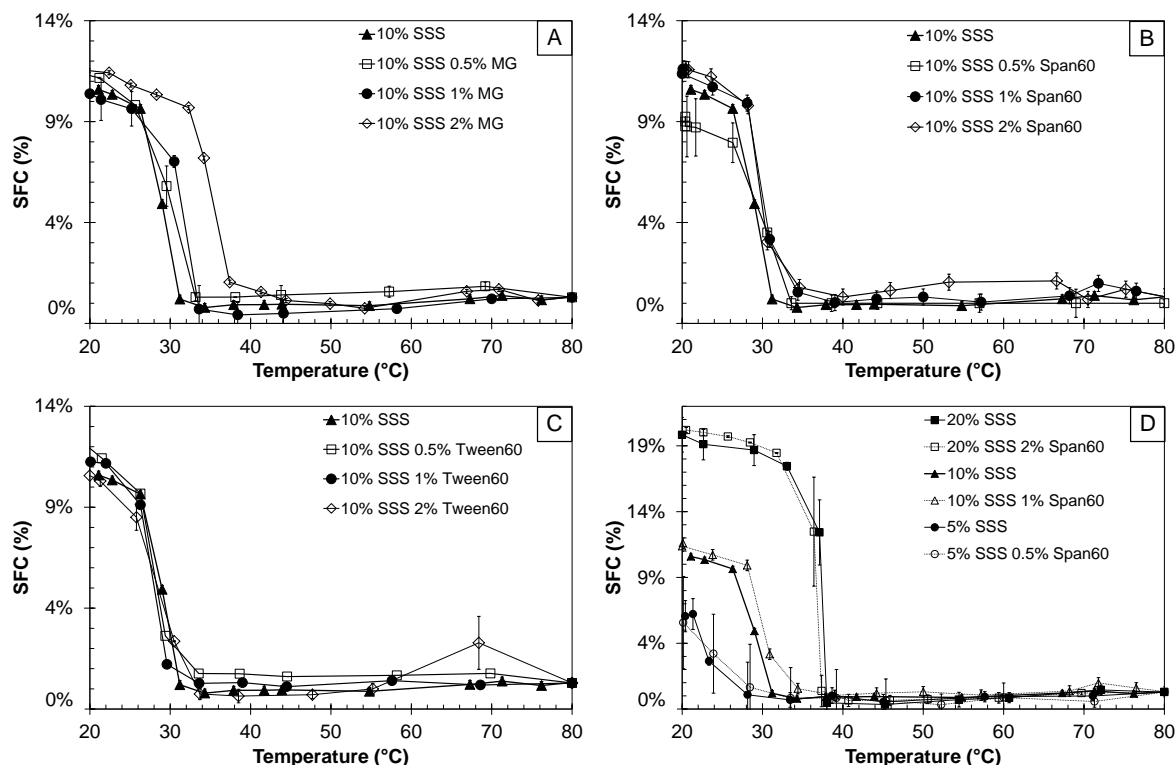 14%
9%
4%
0%
SFC (%)
A
10% SSS
10% SSS 0.5% MG
10% SSS 1% MG
10% SSS 2% MG
20 30 40 50 60 70 80
Temperature (°C)
14%
9%
4%
0%
SFC (%)
B
10% SSS
10% SSS 0.5% Span60
10% SSS 1% Span60
10% SSS 2% Span60
20 30 40 50 60 70 80
Temperature (°C)
14%
9%
4%
0%
SFC (%)
C
10% SSS
10% SSS 0.5% Tween60
10% SSS 1% Tween60
10% SSS 2% Tween60
20 30 40 50 60 70 80
Temperature (°C)
19%
14%
9%
4%
0%
SFC (%)
D
20% SSS
20% SSS 2% Span60
10% SSS
10% SSS 1% Span60
5% SSS
5% SSS 0.5% Span60
20 30 40 50 60 70 80
Temperature (°C)